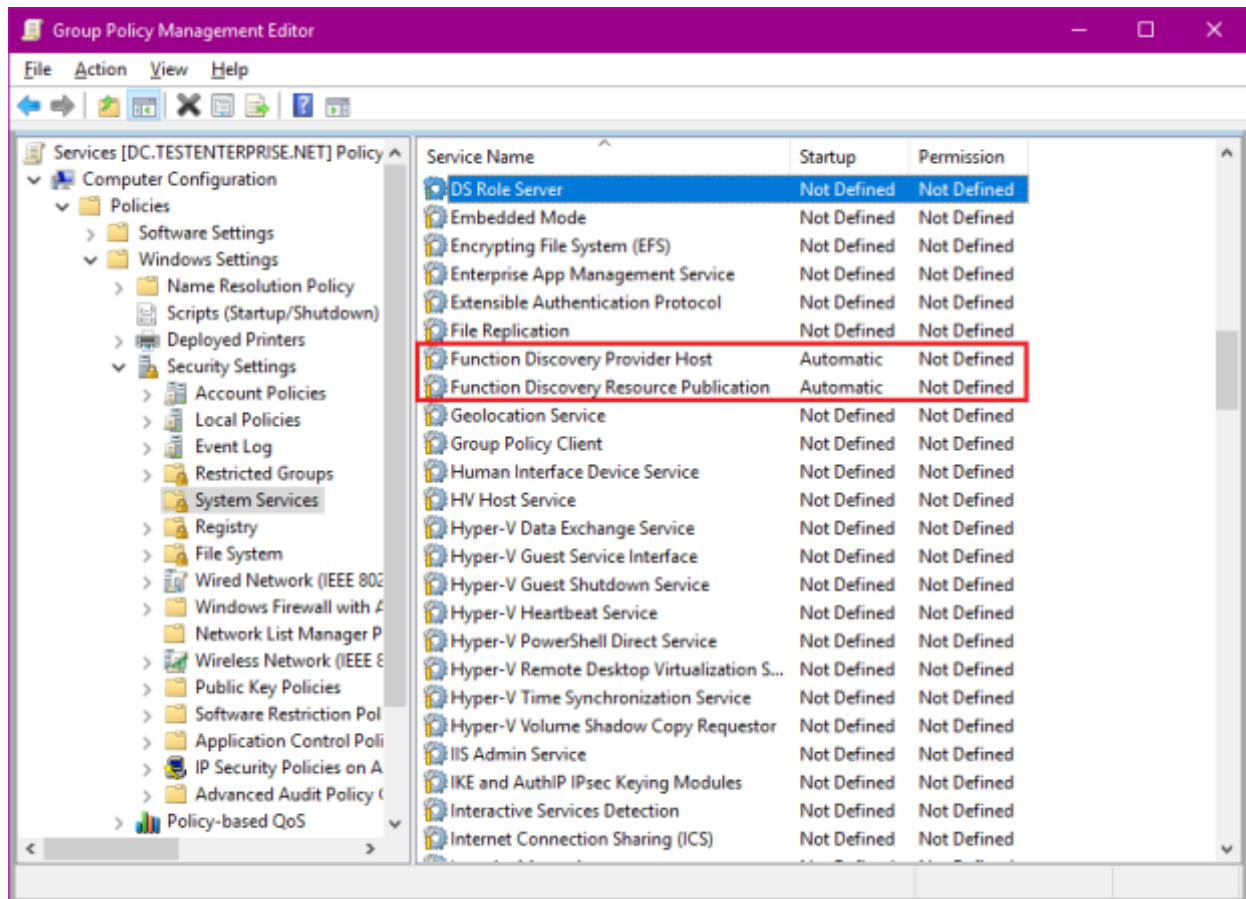 Group Policy Management Editor
File Action View Help
Services [DC.TESTENTERPRISE.NET] Policy
Computer Configuration
Policies
Software Settings
Windows Settings
Name Resolution Policy
Scripts (Startup/Shutdown)
Deployed Printers
Security Settings
Account Policies
Local Policies
Event Log
Restricted Groups
System Services
Registry
File System
Wired Network (IEEE 802
Windows Firewall with A
Network List Manager P
Wireless Network (IEEE 8
Public Key Policies
Software Restriction Pol
Application Control Poli
IP Security Policies on A
Advanced Audit Policy (
Policy-based QoS
Service Name Startup Permission
DS Role Server Not Defined Not Defined
Embedded Mode Not Defined Not Defined
Encrypting File System (EFS) Not Defined Not Defined
Enterprise App Management Service Not Defined Not Defined
Extensible Authentication Protocol Not Defined Not Defined
File Replication Not Defined Not Defined
Function Discovery Provider Host Automatic Not Defined
Function Discovery Resource Publication Automatic Not Defined
Geolocation Service Not Defined Not Defined
Group Policy Client Not Defined Not Defined
Human Interface Device Service Not Defined Not Defined
HV Host Service Not Defined Not Defined
Hyper-V Data Exchange Service Not Defined Not Defined
Hyper-V Guest Service Interface Not Defined Not Defined
Hyper-V Guest Shutdown Service Not Defined Not Defined
Hyper-V Heartbeat Service Not Defined Not Defined
Hyper-V PowerShell Direct Service Not Defined Not Defined
Hyper-V Remote Desktop Virtualization S... Not Defined Not Defined
Hyper-V Time Synchronization Service Not Defined Not Defined
Hyper-V Volume Shadow Copy Requestor Not Defined Not Defined
IIS Admin Service Not Defined Not Defined
IKE and AuthIP IPsec Keying Modules Not Defined Not Defined
Interactive Services Detection Not Defined Not Defined
Internet Connection Sharing (ICS) Not Defined Not Defined